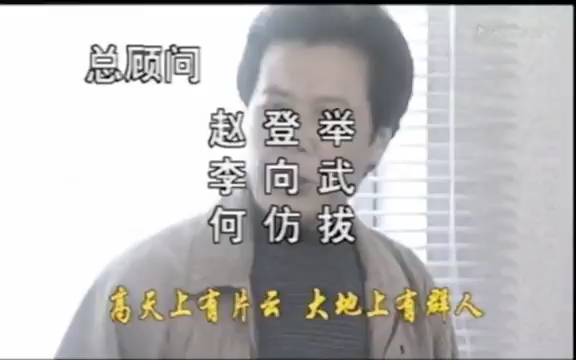 总顾问
赵登举
李向武
何仿拔
高天上有片云 大地上有群人